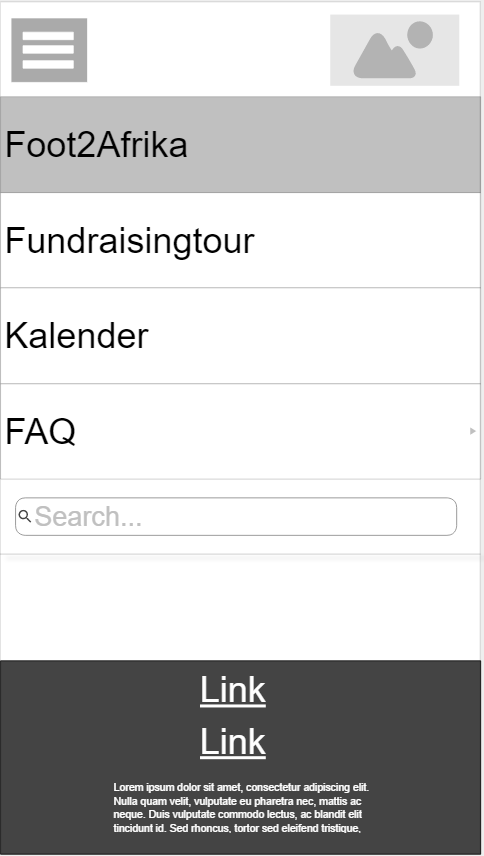 Foot2Afrika
Fundraisingtour
Kalender
FAQ
Search...
Link
Link
Lorem ipsum dolor sit amet, consectetur adipiscing elit.
Nulla quam velit, vulputate eu pharetra nec, mattis ac
neque. Duis vulputate commodo lectus, ac blandit elit
tincidunt id. Sed rhoncus, tortor sed eleifend tristique,